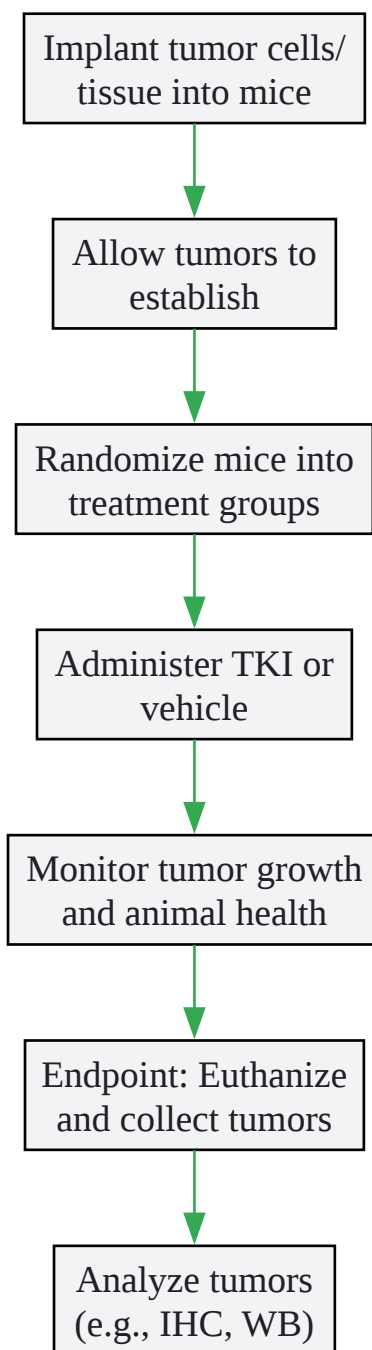 Implant tumor cells/
tissue into mice
Allow tumors to
establish
Randomize mice into
treatment groups
Administer TKI or
vehicle
Monitor tumor growth
and animal health
Endpoint: Euthanize
and collect tumors
Analyze tumors
(e.g., IHC, WB)